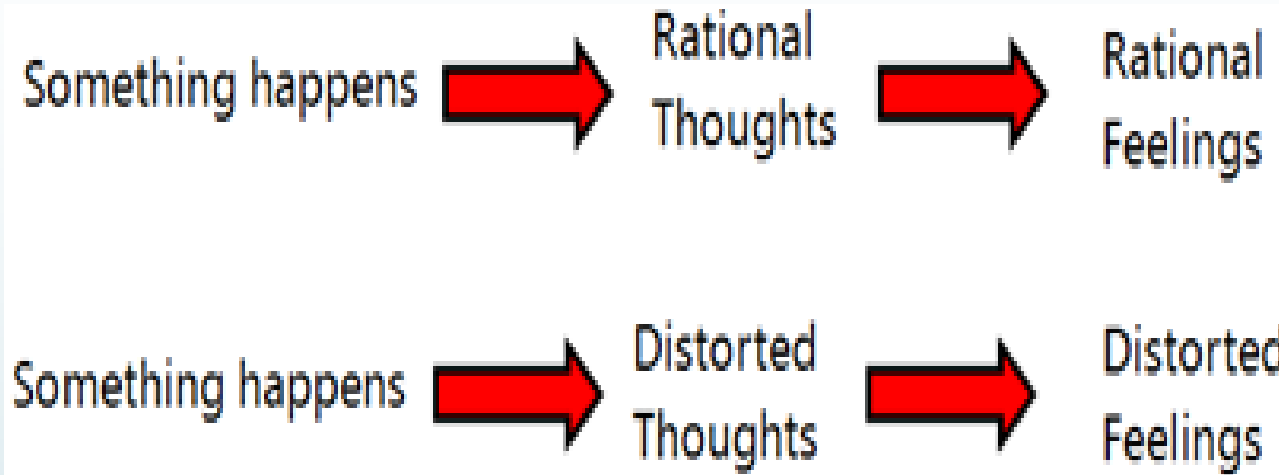 Something happens
Rational
Thoughts
Rational
Feelings
Something happens
Distorted
Thoughts
Distorted
Feelings